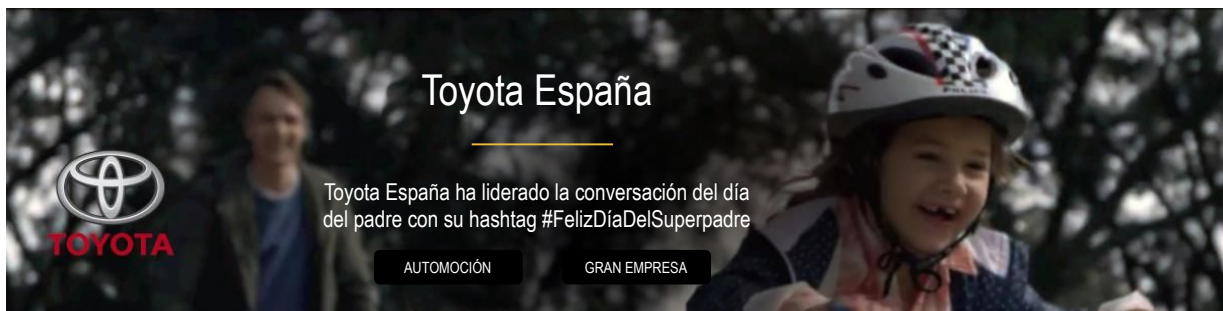 Toyota España
Toyota España ha liderado la conversación del día
del padre con su hashtag #FelizDíaDelSuperpadre
TOYOTA
AUTOMOCIÓN
GRAN EMPRESA